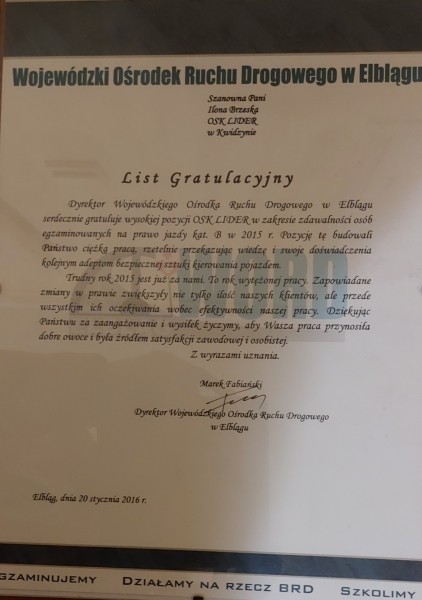 Wojewódzki Ośrodek Ruchu Drogowego w Elblągu
Szanowna Pani
Ilona Brzeska
OSK LIDER
w Kwidzynie
List Gratulacyjny
Dyrektor Wojewódzkiego Ośrodka Ruchu Drogowego w Elblągu
serdecznie gratuluje wysokiej pozycji OSK LIDER w zakresie zdawalności osób
egzaminowanych na prawo jazdy kat. B w 2015 r. Pozycję tę budowali
Państwo ciężką pracą, rzetelnie przekazując wiedzę i swoje doświadczenia
kolejnym adeptom bezpiecznej sztuki kierowania pojazdem.
Trudny rok 2015 jest już za nami. To rok wytężonej pracy. Zapowiadane
zmiany w prawie zwiększyły nie tylko ilość naszych klientów, ale przede
wszystkim ich oczekiwania wobec efektywności naszej pracy. Dziękując
Państwu za zaangażowanie i wysiłek życzymy, aby Wasza praca przynosiła
dobre owoce i była źródłem satysfakcji zawodowej i osobistej.
Z wyrazami uznania.
Marek Fabiański
Dyrektor Wojewódzkiego Ośrodka Ruchu Drogowego
w Elblągu
Elbląg, dnia 20 stycznia 2016 r.
GZAMINUJEMY DZIAŁAMY NA RZECZ BRD SZKOLIMY